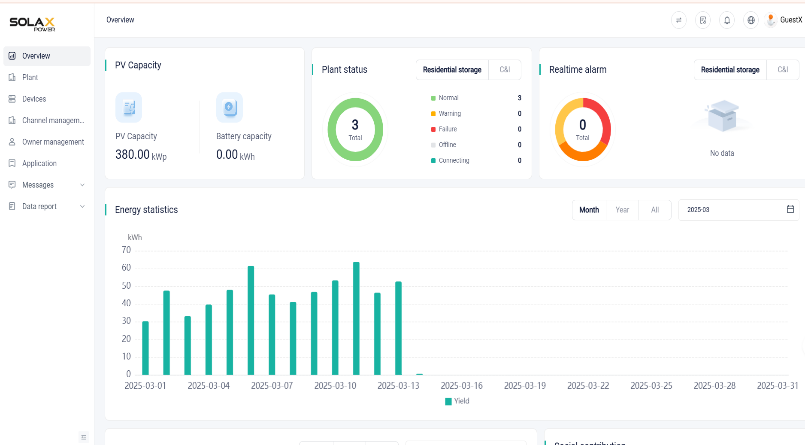 SOLAX
POWER
Overview
GuestX
Overview
Plant
Devices
Channel managem...
Owner management
Application
Messages
Data report
PV Capacity
PV Capacity
380.00 kWp
Battery capacity
0.00 kWh
Plant status
Residential storage
C&I
3
Total
Normal 3
Warning 0
Failure 0
Offline 0
Connecting 0
Realtime alarm
Residential storage
C&I
0
Total
No data
Energy statistics
Month
Year
All
2025-03
kWh
70
60
50
40
30
20
10
0
2025-03-01
2025-03-04
2025-03-07
2025-03-10
2025-03-13
2025-03-16
2025-03-19
2025-03-22
2025-03-25
2025-03-28
2025-03-31
Yield